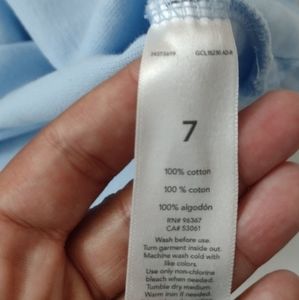 7
100% cotton
100 % coton
100% algodón
RN# 96367
CA# 53061
Wash before use.
Turn garment inside out.
Machine wash cold with
like colors.
Use only non-chlorine
bleach when needed.
Tumble dry medium.
Warm iron if needed.